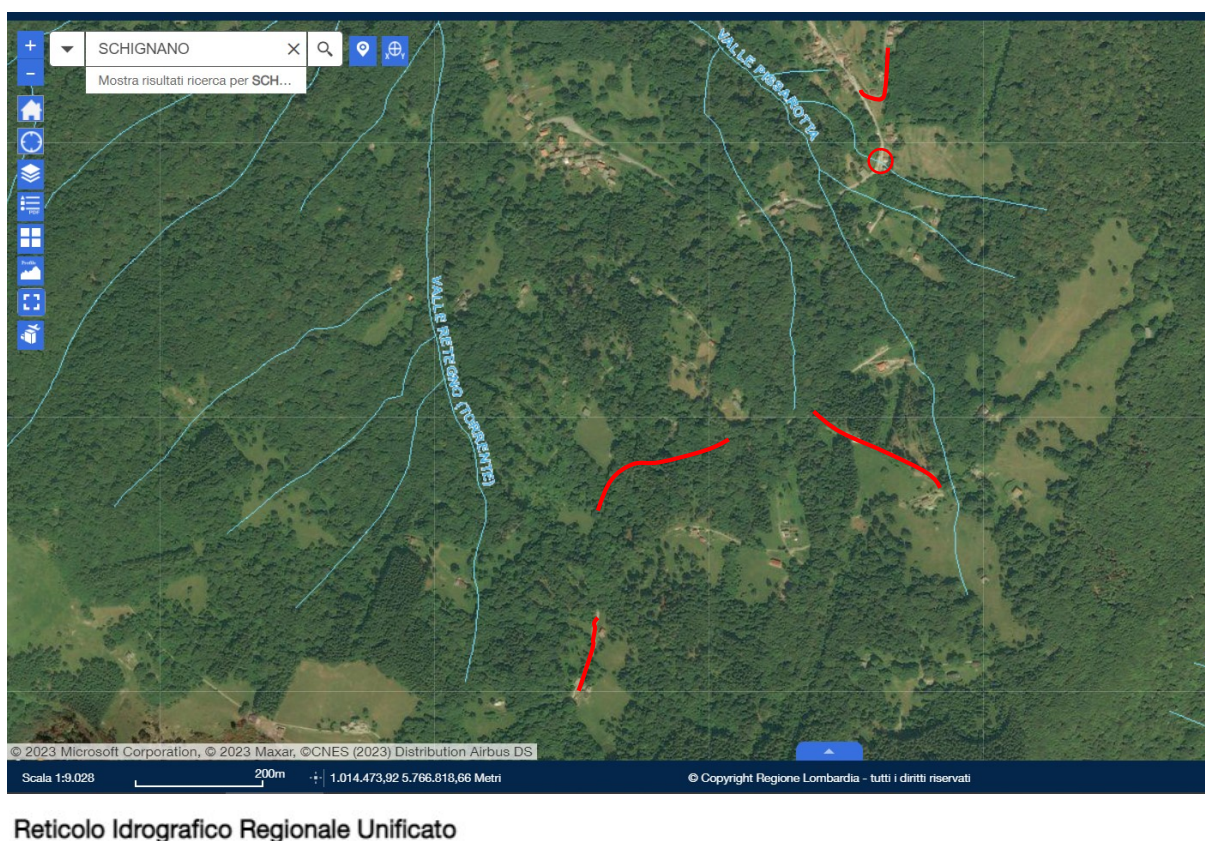 +
SCHIGNANO
Mostra risultati ricerca per SCH...
−
VALLE PISSAROTTA
VALLE RETEGNO (TORRENTE)
© 2023 Microsoft Corporation, © 2023 Maxar, ©CNES (2023) Distribution Airbus DS
Scala 1:9.028 200m 1.014.473,92 5.766.818,66 Metri © Copyright Regione Lombardia - tutti i diritti riservati
Reticolo Idrografico Regionale Unificato